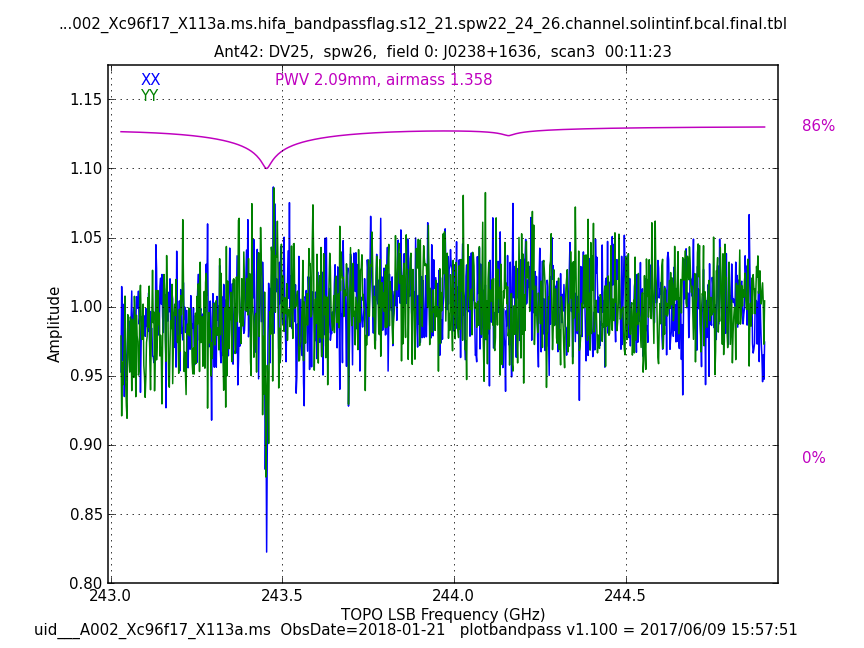 ...002_Xc96f17_X113a.ms.hifa_bandpassflag.s12_21.spw22_24_26.channel.solintinf.bcal.final.tbl
Ant42: DV25,  spw26,  field 0: J0238+1636,  scan3  00:11:23
XX
YY
PWV 2.09mm, airmass 1.358
86%
0%
Amplitude
1.15
1.10
1.05
1.00
0.95
0.90
0.85
0.80
243.0
243.5
244.0
244.5
TOPO LSB Frequency (GHz)
uid___A002_Xc96f17_X113a.ms  ObsDate=2018-01-21   plotbandpass v1.100 = 2017/06/09 15:57:51